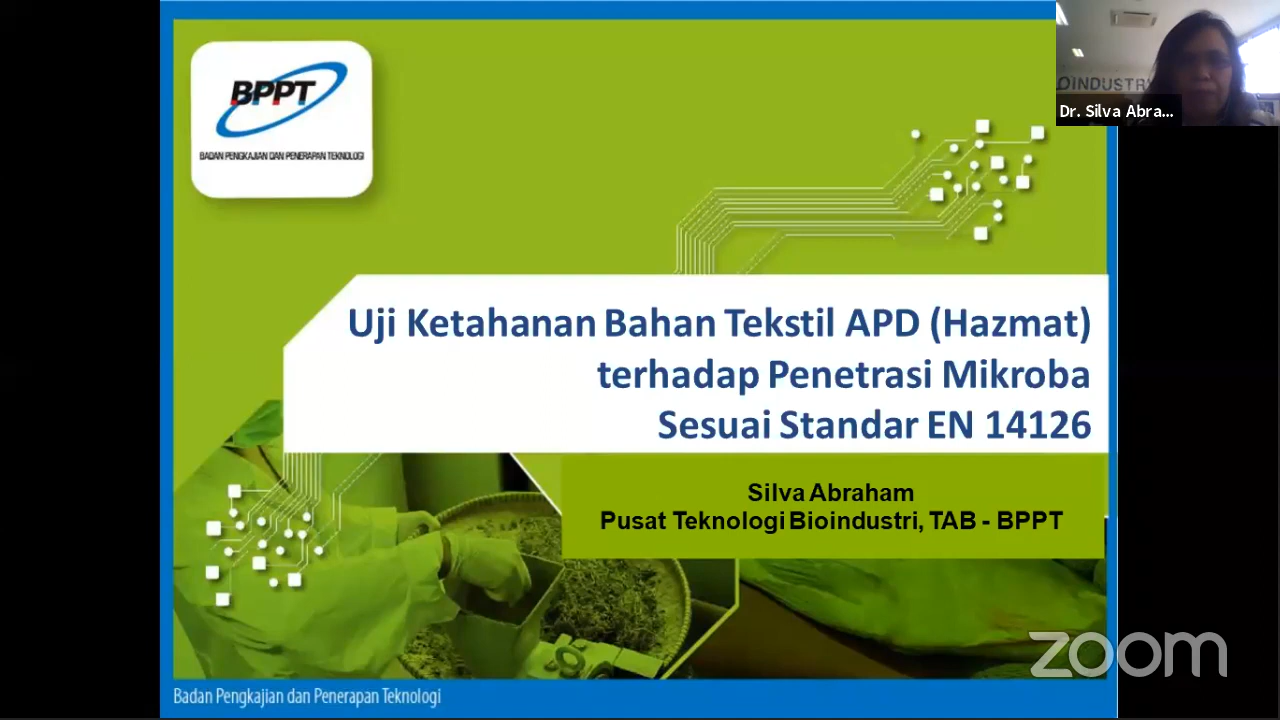 BPPT
BADAN PENGKAJIAN DAN PENERAPAN TEKNOLOGI
OINDUSTR
Dr. Silva Abra...
Uji Ketahanan Bahan Tekstil APD (Hazmat)
terhadap Penetrasi Mikroba
Sesuai Standar EN 14126
Silva Abraham
Pusat Teknologi Bioindustri, TAB - BPPT
zoom
Badan Pengkajian dan Penerapan Teknologi